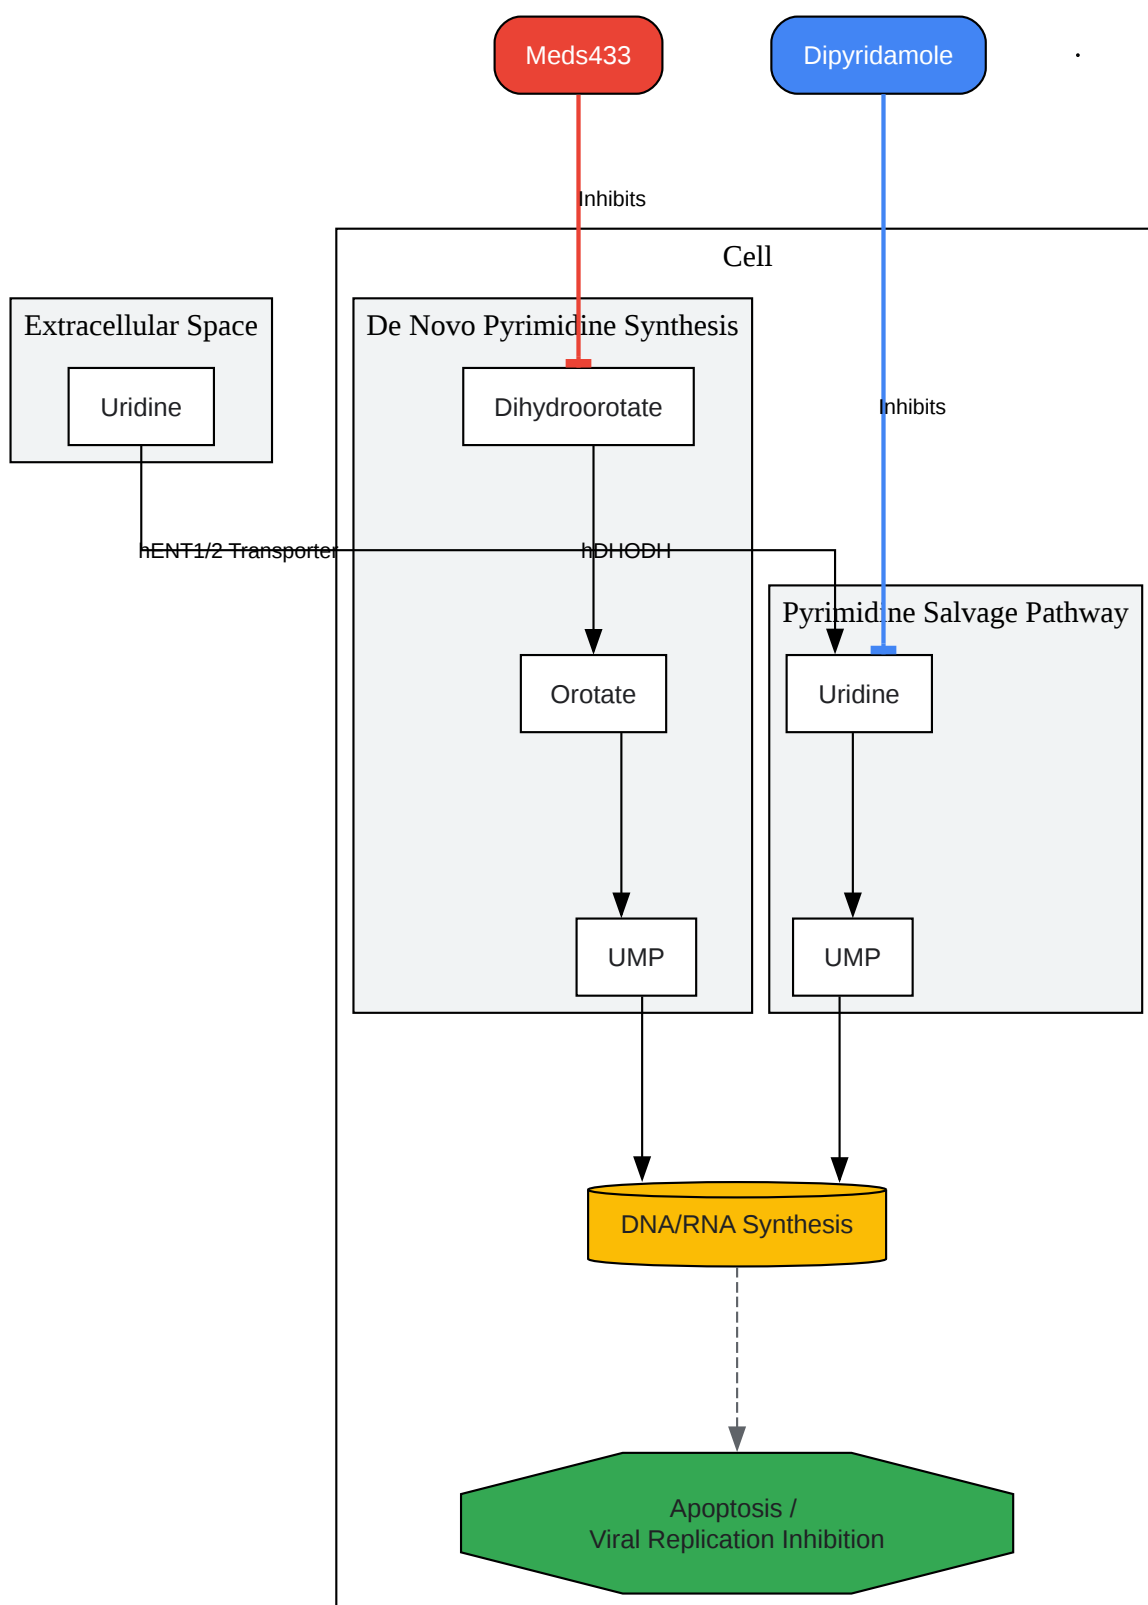 Meds433
Dipyridamole
.
Inhibits
Cell
Extracellular Space
De Novo Pyrimidine Synthesis
Uridine
Dihydroorotate
Inhibits
hENT1/2 Transporter
hDHODH
Pyrimidine Salvage Pathway
Orotate
Uridine
UMP
UMP
DNA/RNA Synthesis
Apoptosis /
Viral Replication Inhibition